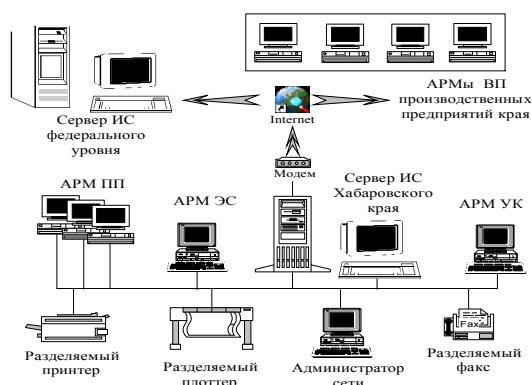 АРМы ВП
производственных
предприятий края
Сервер ИС
федерального
уровня
Internet
Модем
Сервер ИС
Хабаровского
края
АРМ ПП
АРМ ЭС
АРМ УК
Fax
Разделяемый
принтер
Разделяемый
плоттер
Администратор
сети
Разделяемый
факс